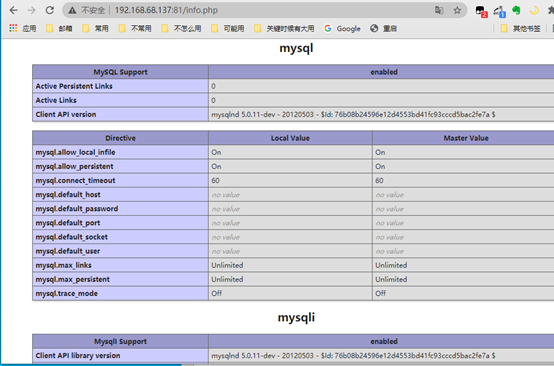 不安全 | 192.168.68.137:81/info.php
2 1
应用 邮箱 常用 不常用 不怎么用 可能用 关键时候有大用 Google 重启 其他书签
mysql
MySQL Support enabled
Active Persistent Links 0
Active Links 0
Client API version mysqlnd 5.0.11-dev - 20120503 - $Id: 76b08b24596e12d4553bd41fc93cccd5bac2fe7a $
Directive Local Value Master Value
mysql.allow_local_infile On On
mysql.allow_persistent On On
mysql.connect_timeout 60 60
mysql.default_host no value no value
mysql.default_password no value no value
mysql.default_port no value no value
mysql.default_socket no value no value
mysql.default_user no value no value
mysql.max_links Unlimited Unlimited
mysql.max_persistent Unlimited Unlimited
mysql.trace_mode Off Off
mysqli
MysqlI Support enabled
Client API library version mysqlnd 5.0.11-dev - 20120503 - $Id: 76b08b24596e12d4553bd41fc93cccd5bac2fe7a $